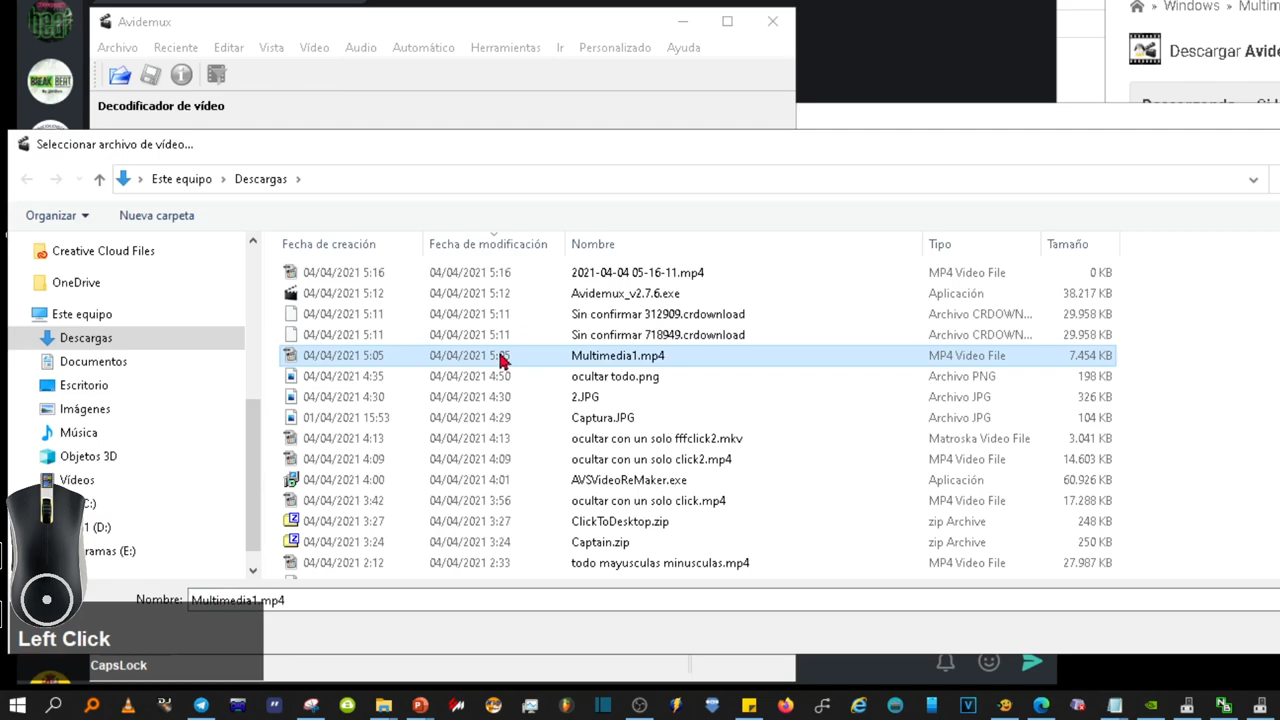 Avidemux
Windows » Multim
Archivo Reciente Editar Vista Vídeo Audio Automático Herramientas Ir Personalizado Ayuda
Descargar Avide
BREAK BEAT
Decodificador de vídeo
Seleccionar archivo de vídeo...
Este equipo > Descargas >
Organizar Nueva carpeta
Creative Cloud Files
OneDrive
Este equipo
Descargas
Documentos
Escritorio
Imágenes
Música
Objetos 3D
Vídeos
C:)
1 (D:)
ramas (E:)
Fecha de creación Fecha de modificación Nombre Tipo Tamaño
04/04/2021 5:16 04/04/2021 5:16 2021-04-04 05-16-11.mp4 MP4 Video File 0 KB
04/04/2021 5:12 04/04/2021 5:12 Avidemux_v2.7.6.exe Aplicación 38.217 KB
04/04/2021 5:11 04/04/2021 5:11 Sin confirmar 312909.crdownload Archivo CRDOWN... 29.958 KB
04/04/2021 5:11 04/04/2021 5:11 Sin confirmar 718949.crdownload Archivo CRDOWN... 29.958 KB
04/04/2021 5:05 04/04/2021 Multimedia1.mp4 MP4 Video File 7.454 KB
04/04/2021 4:35 04/04/2021 4:50 ocultar todo.png Archivo PNG 198 KB
04/04/2021 4:30 04/04/2021 4:30 2.JPG Archivo JPG 326 KB
01/04/2021 15:53 04/04/2021 4:29 Captura.JPG Archivo JPG 104 KB
04/04/2021 4:13 04/04/2021 4:13 ocultar con un solo fffclick2.mkv Matroska Video File 3.041 KB
04/04/2021 4:09 04/04/2021 4:09 ocultar con un solo click2.mp4 MP4 Video File 14.603 KB
04/04/2021 4:00 04/04/2021 4:01 AVSVideoReMaker.exe Aplicación 60.926 KB
04/04/2021 3:42 04/04/2021 3:56 ocultar con un solo click.mp4 MP4 Video File 17.288 KB
04/04/2021 3:27 04/04/2021 3:27 ClickToDesktop.zip zip Archive 248 KB
04/04/2021 3:24 04/04/2021 3:24 Captain.zip zip Archive 250 KB
04/04/2021 2:12 04/04/2021 2:33 todo mayusculas minusculas.mp4 MP4 Video File 27.987 KB
Nombre: Multimedia1.mp4
Left Click
CapsLock